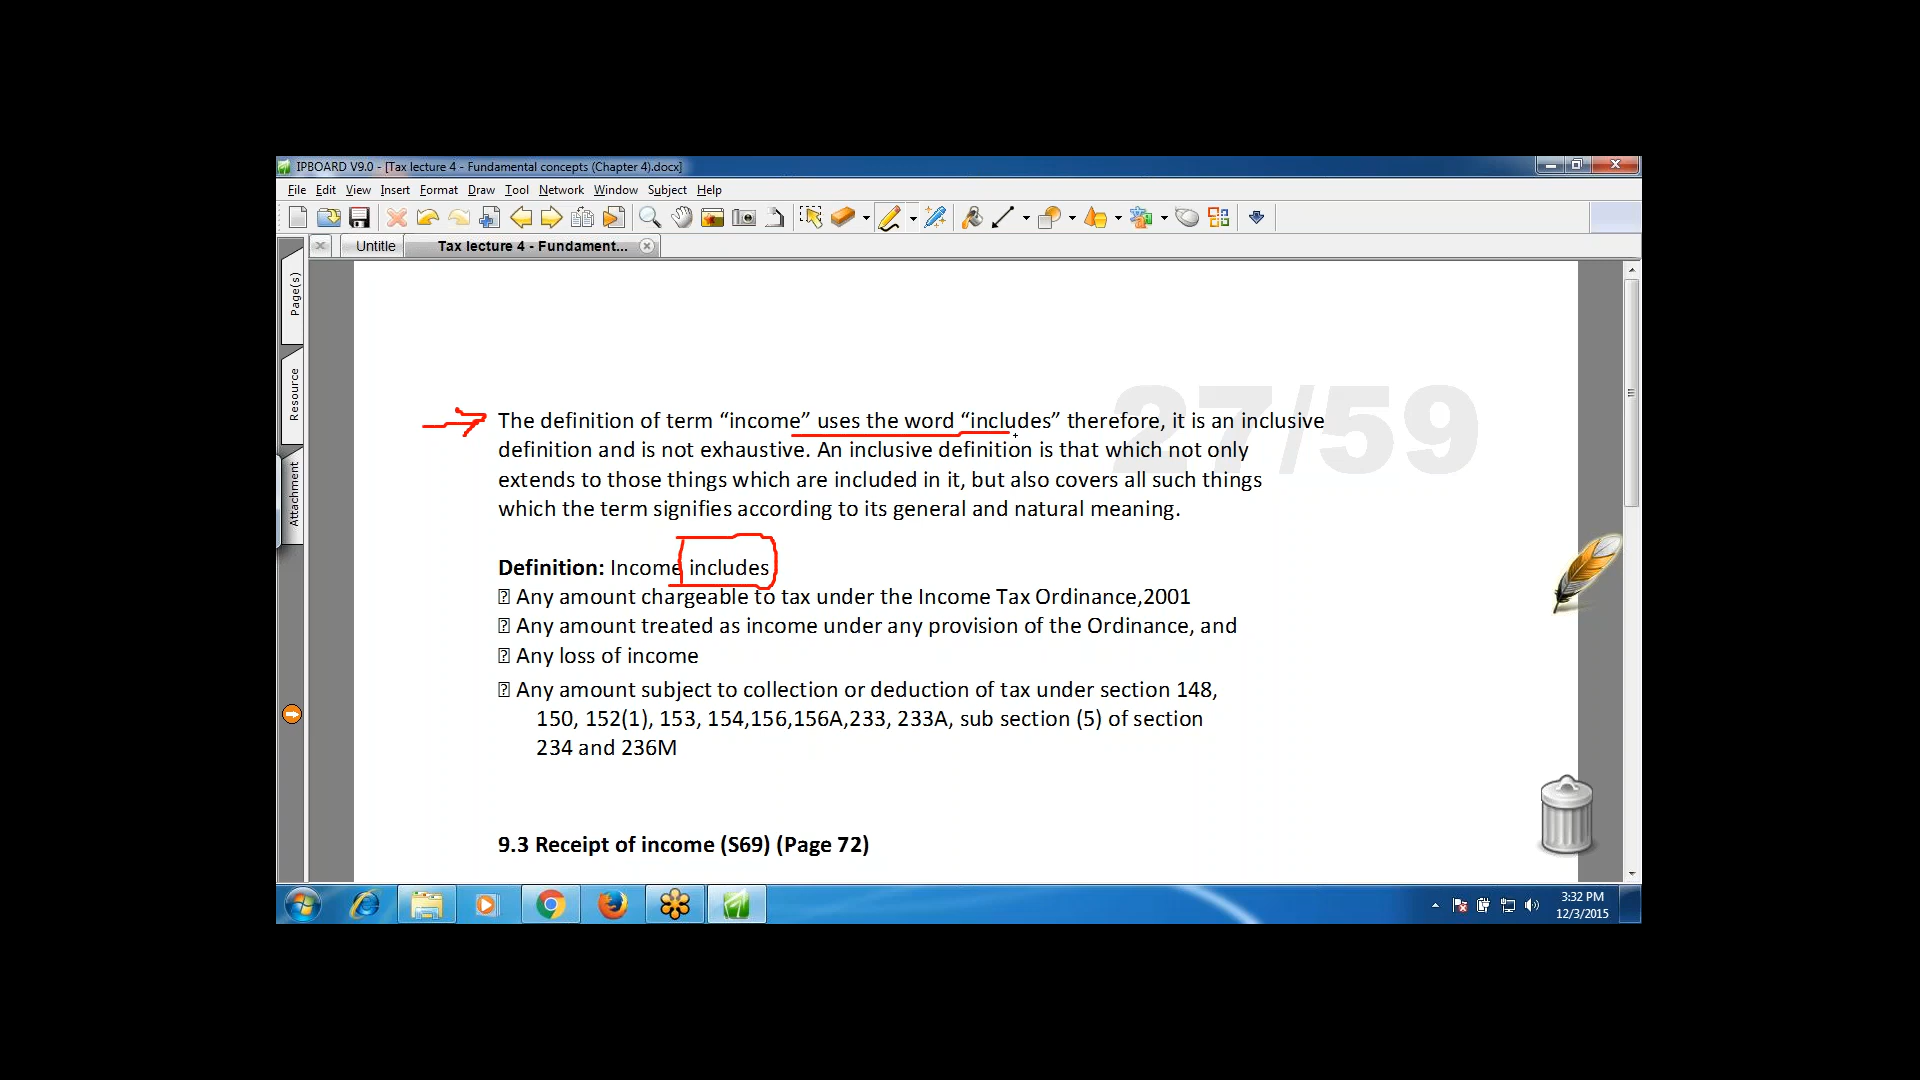 IPBOARD V9.0 - [Tax lecture 4 - Fundamental concepts (Chapter 4).docx]
File Edit View Insert Format Draw Tool Network Window Subject Help
Untitle Tax lecture 4 - Fundament...
Page(s)
Resource
Attachment
27/59
The definition of term “income” uses the word “includes” therefore, it is an inclusive
definition and is not exhaustive. An inclusive definition is that which not only
extends to those things which are included in it, but also covers all such things
which the term signifies according to its general and natural meaning.
Definition: Income includes
Any amount chargeable to tax under the Income Tax Ordinance,2001
Any amount treated as income under any provision of the Ordinance, and
Any loss of income
Any amount subject to collection or deduction of tax under section 148,
150, 152(1), 153, 154,156,156A,233, 233A, sub section (5) of section
234 and 236M
9.3 Receipt of income (S69) (Page 72)
3:32 PM
12/3/2015